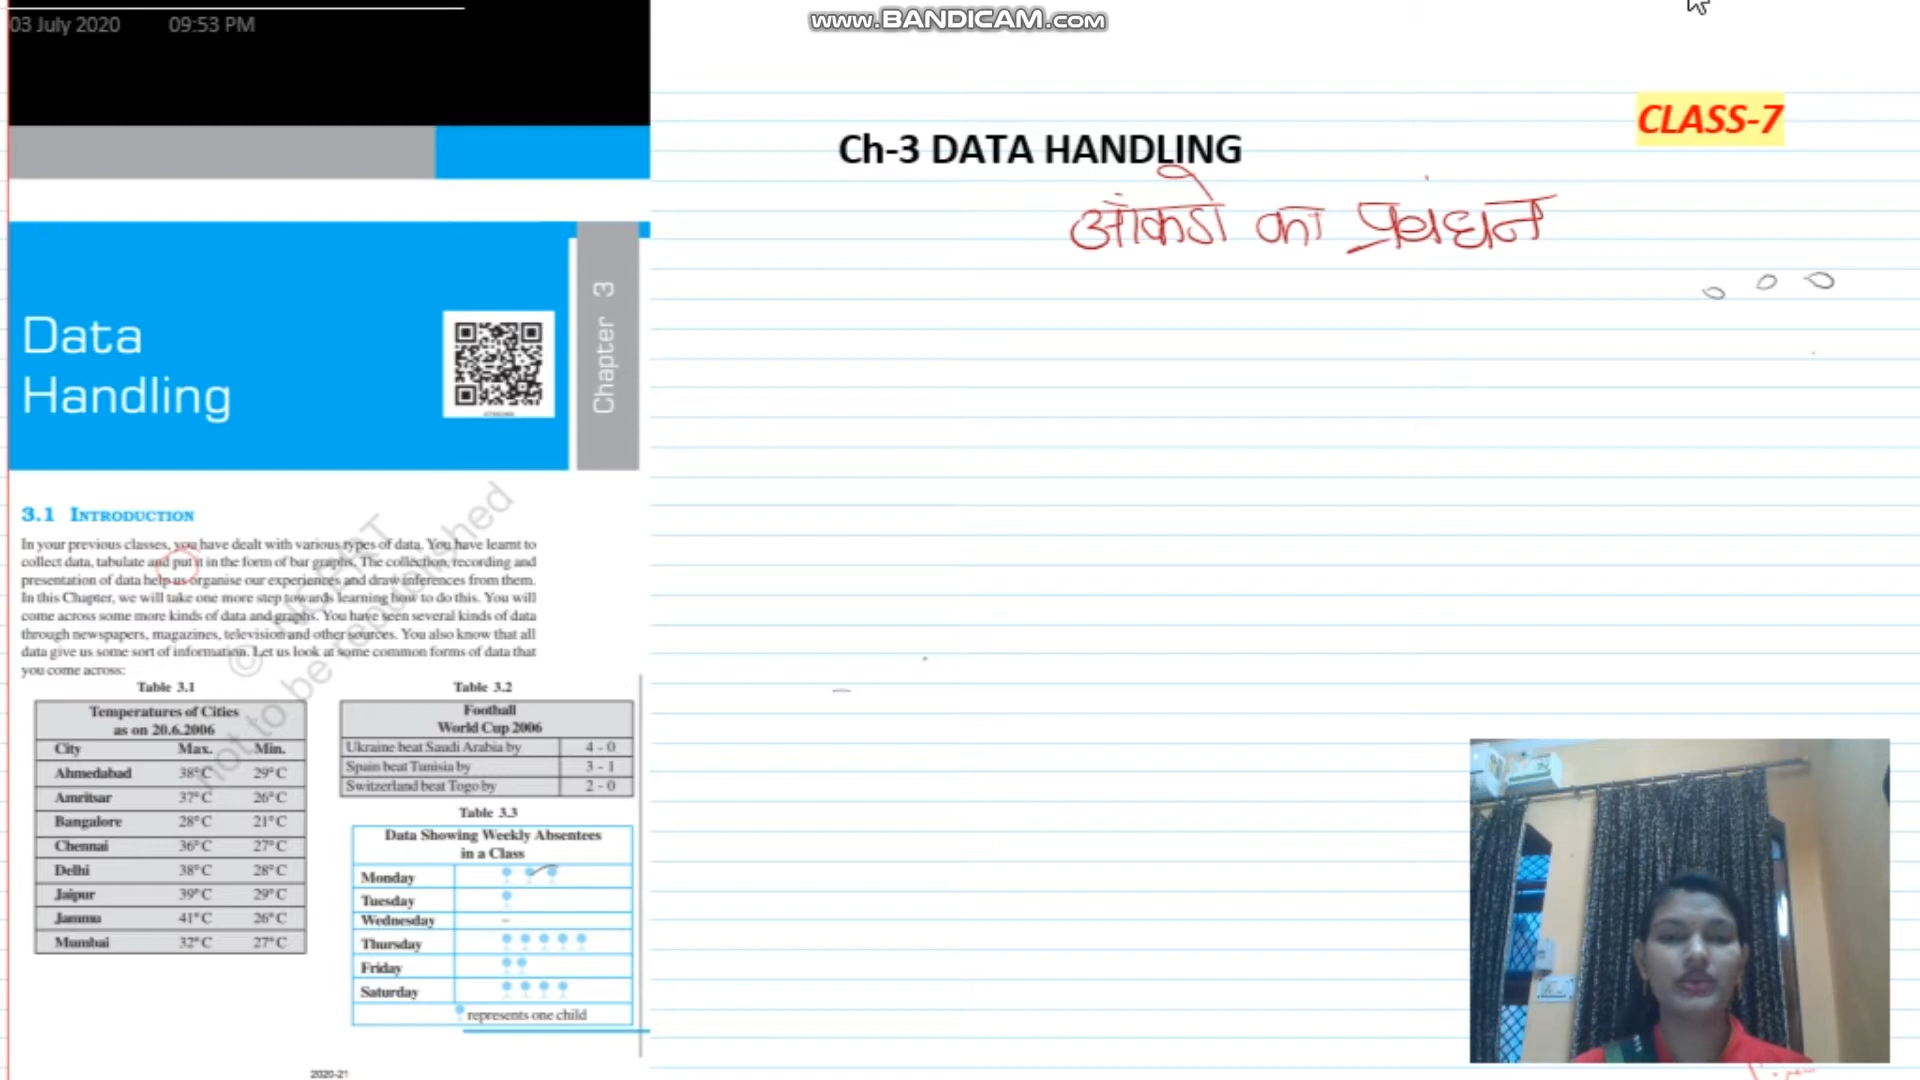 03 July 2020 09:53 PM
www.BANDICAM.com
CLASS-7
Ch-3 DATA HANDLING
आंकडो का प्रबंधन
Data
Handling
Chapter 3
3.1 INTRODUCTION
In your previous classes, you have dealt with various types of data. You have learnt to
collect data, tabulate and put it in the form of bar graphs. The collection, recording and
presentation of data help us organise our experiences and draw inferences from them.
In this Chapter, we will take one more step towards learning how to do this. You will
come across some more kinds of data and graphs. You have seen several kinds of data
through newspapers, magazines, television and other sources. You also know that all
data give us some sort of information. Let us look at some common forms of data that
you come across:
Table 3.1
Temperatures of Cities
as on 20.6.2006
City Max. Min.
Ahmedabad 38°C 29°C
Amritsar 37°C 26°C
Bangalore 28°C 21°C
Chennai 36°C 27°C
Delhi 38°C 28°C
Jaipur 39°C 29°C
Jammu 41°C 26°C
Mumbai 32°C 27°C
Table 3.2
Football
World Cup 2006
Ukraine beat Saudi Arabia by 4 - 0
Spain beat Tunisia by 3 - 1
Switzerland beat Togo by 2 - 0
Table 3.3
Data Showing Weekly Absentees
in a Class
Monday
Tuesday
Wednesday -
Thursday
Friday
Saturday
represents one child
© NCERT
not to be republished
2020-21